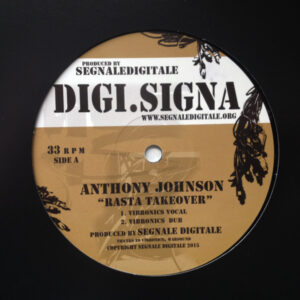 PRODUCED BY
SEGNALEDIGITALE
DIGI.SIGNA
WWW.SEGNALEDIGITALE.ORG
33 RPM
SIDE A
ANTHONY JOHNSON
"RASTA TAKEOVER"
1. VIBRONICS VOCAL
2. VIBRONICS DUB
PRODUCED BY SEGNALE DIGITALE
COPYRIGHT SEGNALE DIGITALE 2015